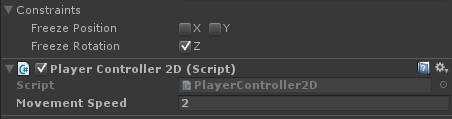 Constraints
Freeze Position X Y
Freeze Rotation Z
Player Controller 2D (Script)
Script PlayerController2D
Movement Speed 2